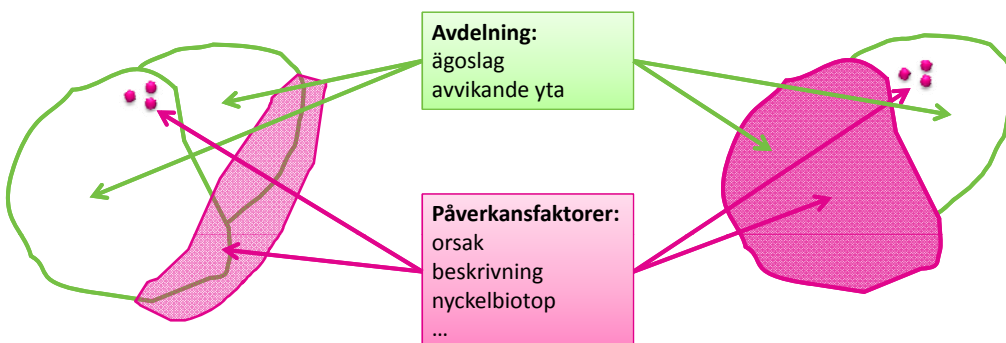 Avdelning:
ägoslag
avvikande yta
Påverkansfaktorer:
orsak
beskrivning
nyckelbiotop
…